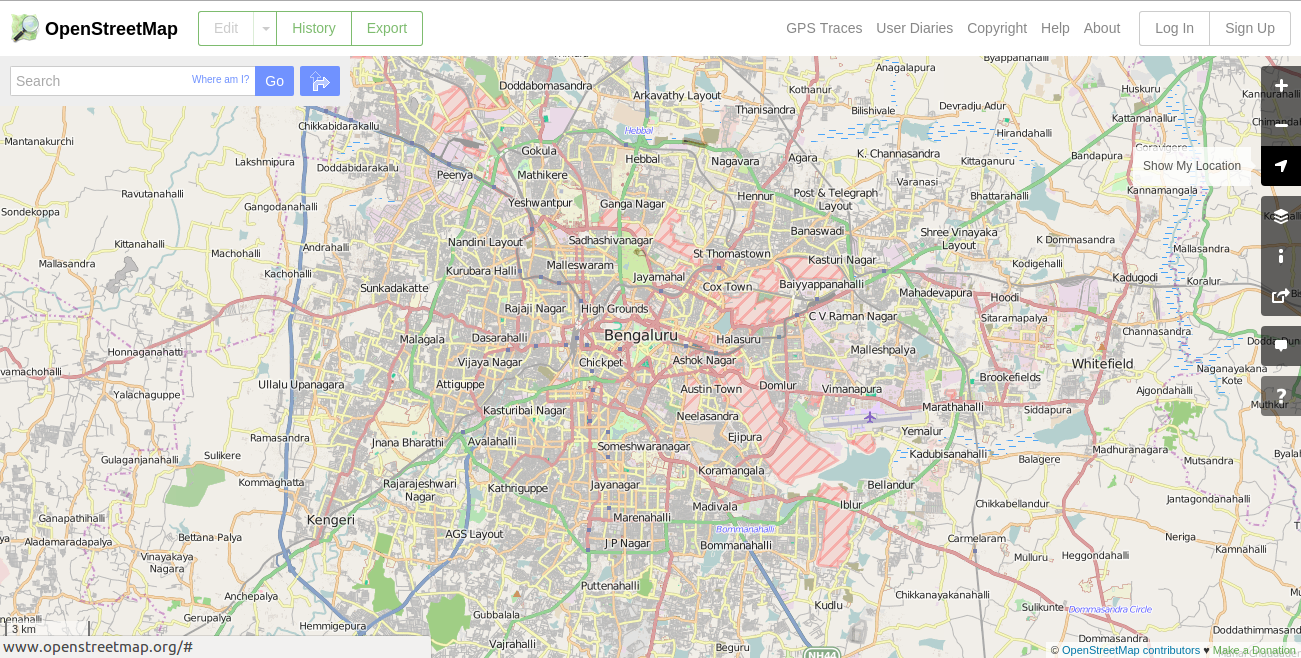 OpenStreetMap
Edit
History
Export
GPS Traces
User Diaries
Copyright
Help
About
Log In
Sign Up
Search
Where am I?
Go
Show My Location
Anagalapura
Byappanahalli
Doddabomasandra
Kothanur
Huskuru
Kannurahalli
Arkavathy Layout
Thanisandra
Bilishivale
Devradju Adur
Kattamanallur
Chikkabidarakallu
Hebbal
Hirandahalli
Mantanakurchi
Gokula
Hebbal
Nagavara
Agara
K. Channasandra
Kittaganuru
Bandapura
Lakshmipura
Doddabidarakallu
Peenya
Mathikere
Varanasi
Kannamangala
Ravutanahalli
Gangodanahalli
Yeshwantpur
Ganga Nagar
Hennur
Post & Telegraph
Layout
Bhattarahalli
Sondekoppa
Kittanahalli
Andrahalli
Nandini Layout
Sadhashivanagar
St Thomastown
Banaswadi
Shree Vinayaka
Layout
K Dommasandra
Mallasandra
Mallasandra
Machohalli
Kachohalli
Kurubara Halli
Malleswaram
Jayamahal
Cox Town
Kasturi Nagar
Baiyyappanahalli
Kodigehalli
Kadugodi
Koralur
Sunkadakatte
Rajaji Nagar
High Grounds
Mahadevapura
Hoodi
Sitaramapalya
Channasandra
Honnaganahatti
Malagala
Dasarahalli
Bengaluru
Halasuru
C V Raman Nagar
Malleshpalya
Whitefield
Vijaya Nagar
Chickpet
Ashok Nagar
Naganayakana
Kote
Yalachaguppe
Ullalu Upanagara
Attiguppe
Austin Town
Domlur
Vimanapura
Brookefields
Ajgondahalli
Kasturibai Nagar
Neelasandra
Marathahalli
Siddapura
Ramasandra
Jnana Bharathi
Avalahalli
Someshwaranagar
Ejipura
Yemalur
Kadubisanahalli
Madhuranagara
Gulaganjanahalli
Sulikere
Kommaghatta
Rajarajeshwari
Nagar
Kathriguppe
Jayanagar
Koramangala
Bellandur
Balagere
Mutsandra
Jantagondanahalli
Ganapathihalli
Kengeri
Marenahalli
Madivala
Iblur
Chikkabellandur
Aladamaradapalya
Bettana Palya
AGS Layout
J P Nagar
Bommanahalli
Bommanahalli
Carmelaram
Neriga
Kamnahalli
Vinayakaya
Nagara
Mulluru
Heggondahalli
Anchepalya
Puttenahalli
Chikkanayakanahalli
Gerupalya
Gubbalala
Kudlu
Sulikunte
Dommasandra Circle
3 km
Hemmigepura
Vajrahalli
Beguru
NH44
Dommasandra
Doddathimmasandra
www.openstreetmap.org/#
© OpenStreetMap contributors ♥ Make a Donation